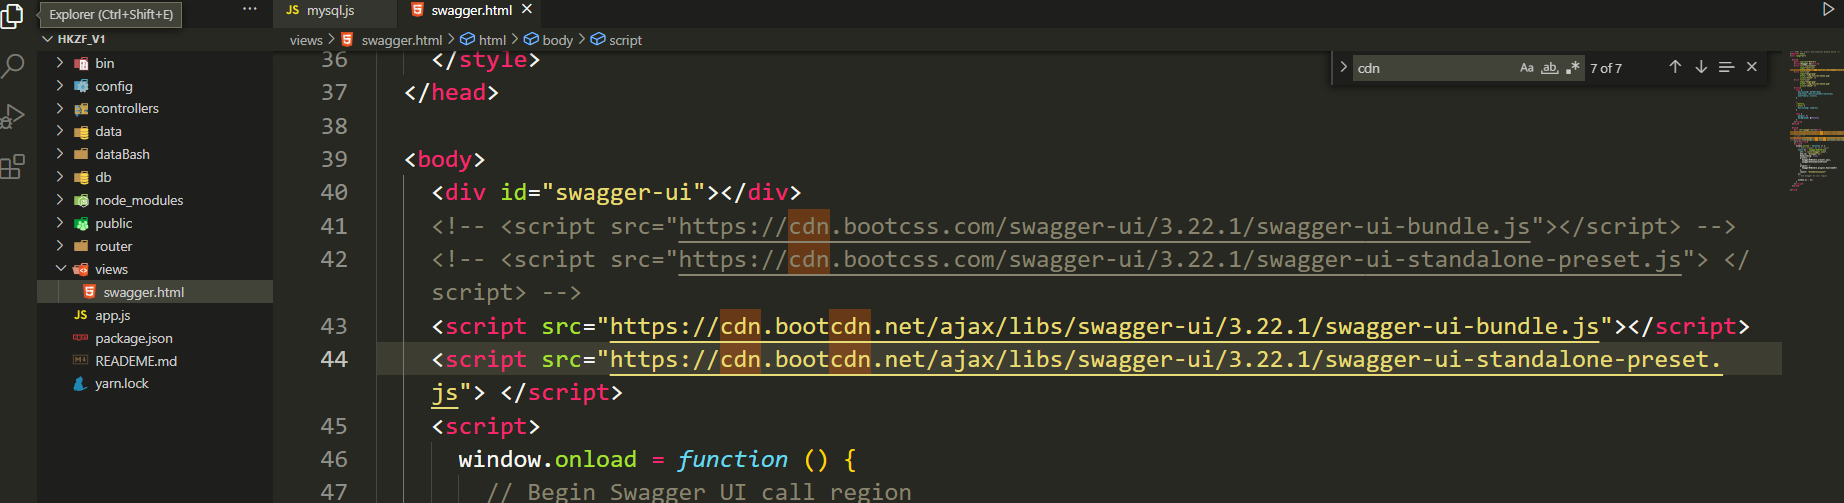 Explorer (Ctrl+Shift+E)
···
JS mysql.js
swagger.html ×
HKZF_V1
views > swagger.html > html > body > script
cdn
Aa ab .* 7 of 7
bin
config
controllers
data
dataBash
db
node_modules
public
router
views
swagger.html
JS app.js
package.json
READEME.md
yarn.lock
36 </style>
37 </head>
38
39 <body>
40 <div id="swagger-ui"></div>
41 <!-- <script src="https://cdn.bootcss.com/swagger-ui/3.22.1/swagger-ui-bundle.js"></script> -->
42 <!-- <script src="https://cdn.bootcss.com/swagger-ui/3.22.1/swagger-ui-standalone-preset.js"> </
script> -->
43 <script src="https://cdn.bootcdn.net/ajax/libs/swagger-ui/3.22.1/swagger-ui-bundle.js"></script>
44 <script src="https://cdn.bootcdn.net/ajax/libs/swagger-ui/3.22.1/swagger-ui-standalone-preset.
js"> </script>
45 <script>
46 window.onload = function () {
47 // Begin Swagger UI call region